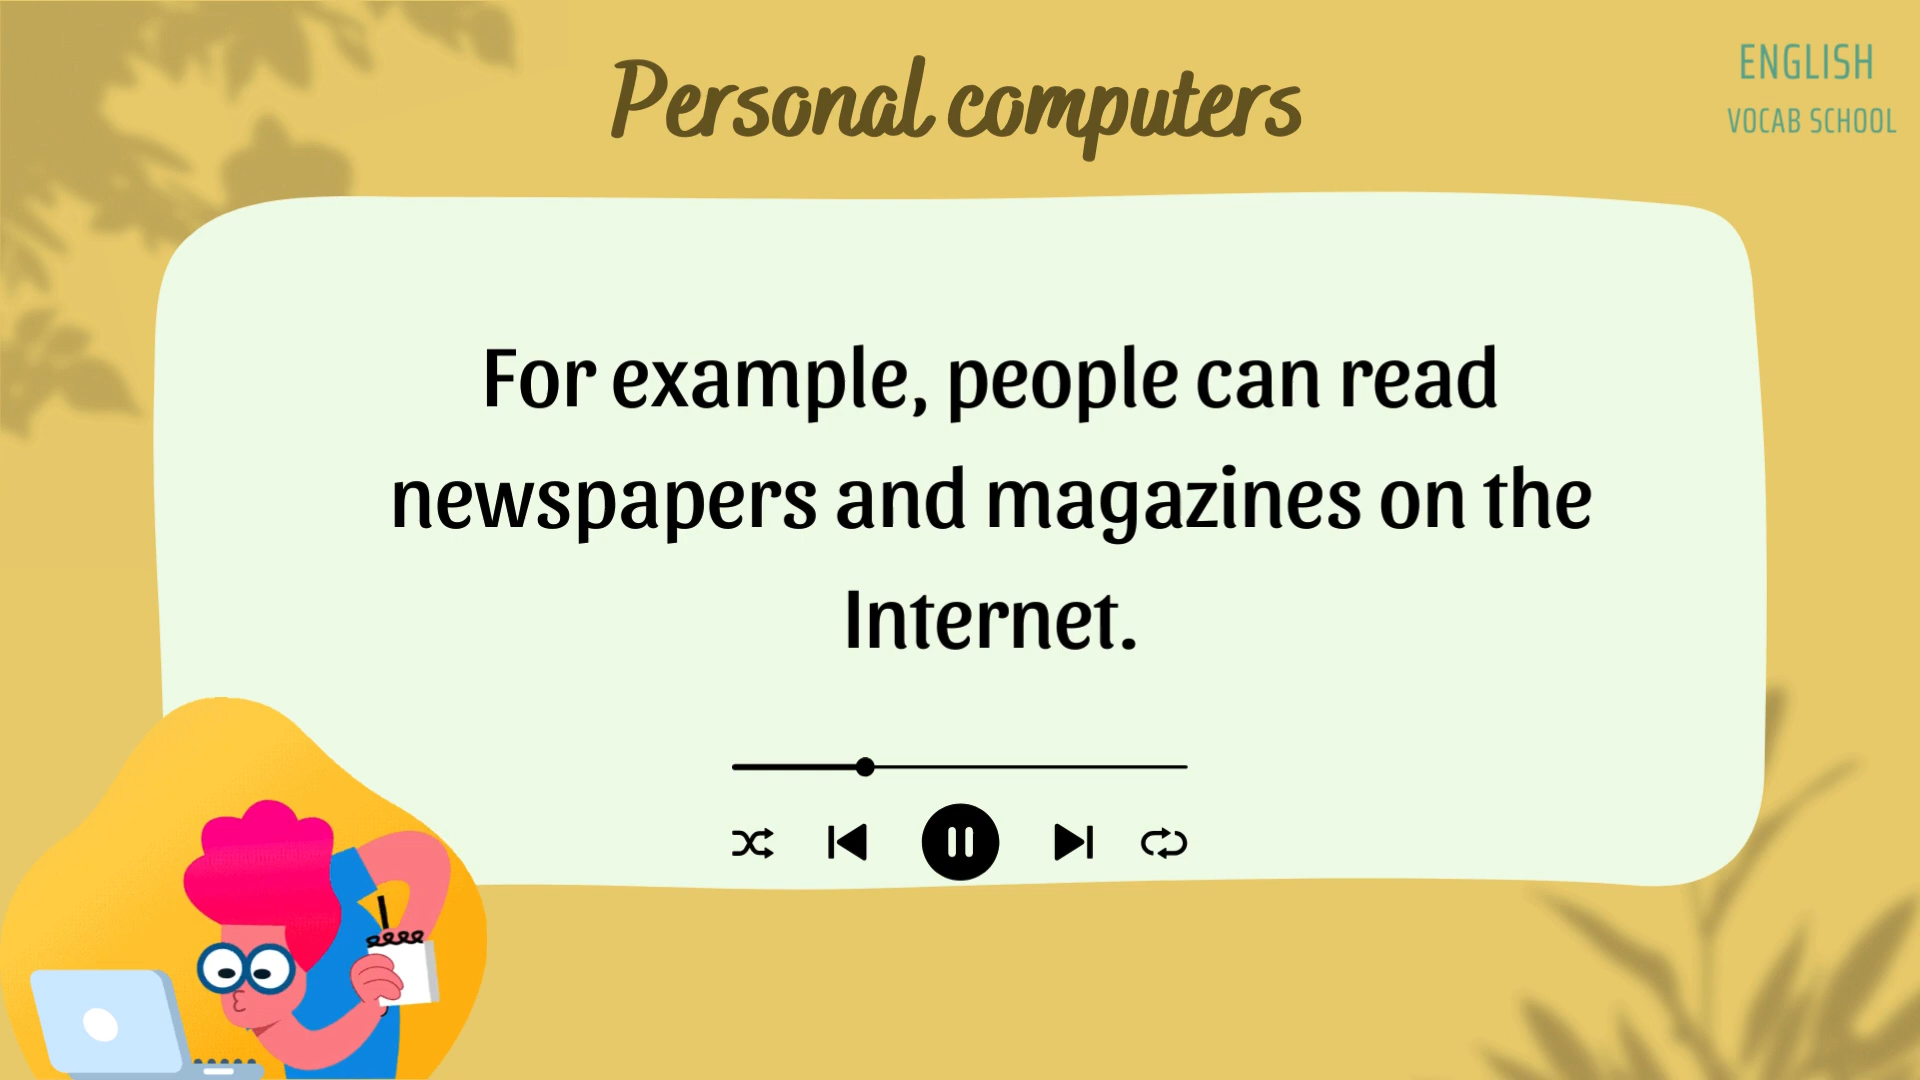 Personal computers
ENGLISH
VOCAB SCHOOL
For example, people can read
newspapers and magazines on the
Internet.